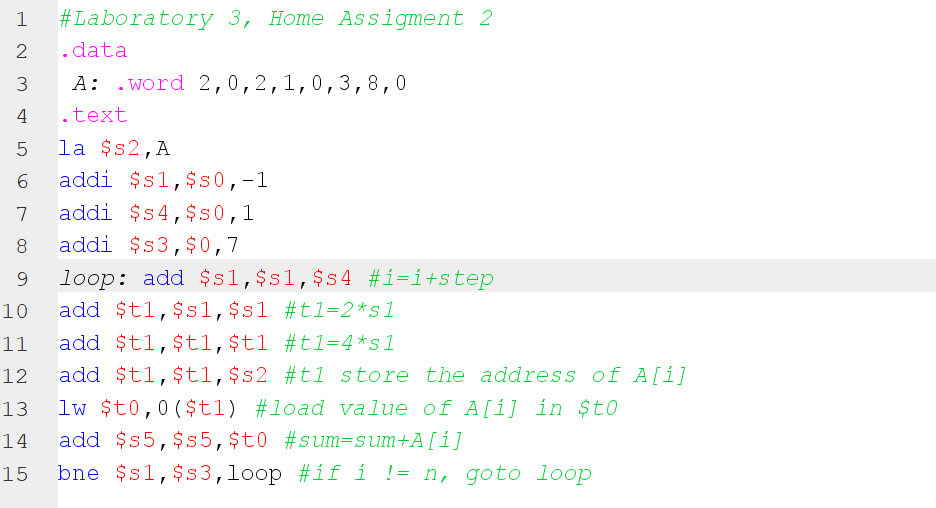 1 #Laboratory 3, Home Assigment 2
2 .data
3 A: .word 2,0,2,1,0,3,8,0
4 .text
5 la $s2,A
6 addi $s1,$s0,-1
7 addi $s4,$s0,1
8 addi $s3,$0,7
9 loop: add $s1,$s1,$s4 #i=i+step
10 add $t1,$s1,$s1 #t1=2*s1
11 add $t1,$t1,$t1 #t1=4*s1
12 add $t1,$t1,$s2 #t1 store the address of A[i]
13 lw $t0,0($t1) #load value of A[i] in $t0
14 add $s5,$s5,$t0 #sum=sum+A[i]
15 bne $s1,$s3,loop #if i != n, goto loop